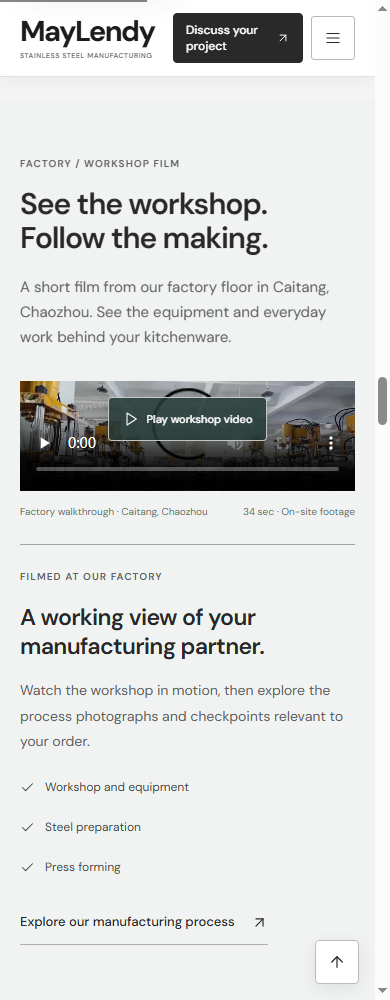 MayLendy
STAINLESS STEEL MANUFACTURING
Discuss your
project
FACTORY / WORKSHOP FILM
See the workshop.
Follow the making.
A short film from our factory floor in Caitang,
Chaozhou. See the equipment and everyday
work behind your kitchenware.
Play workshop video
0:00
Factory walkthrough · Caitang, Chaozhou
34 sec · On-site footage
FILMED AT OUR FACTORY
A working view of your
manufacturing partner.
Watch the workshop in motion, then explore the
process photographs and checkpoints relevant to
your order.
Workshop and equipment
Steel preparation
Press forming
Explore our manufacturing process